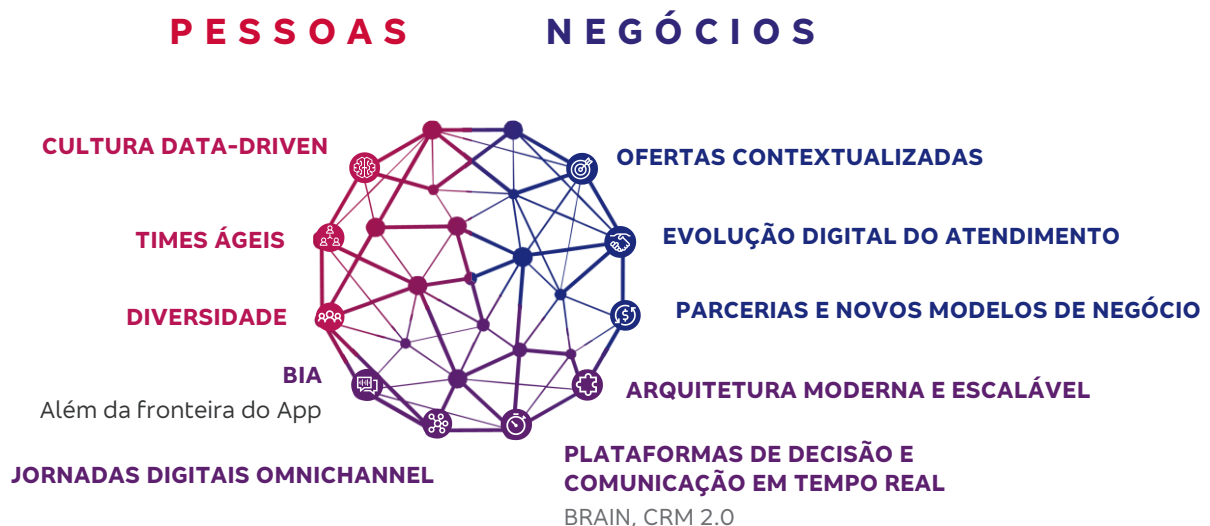 PESSOAS
NEGÓCIOS
CULTURA DATA-DRIVEN
OFERTAS CONTEXTUALIZADAS
TIMES ÁGEIS
EVOLUÇÃO DIGITAL DO ATENDIMENTO
DIVERSIDADE
PARCERIAS E NOVOS MODELOS DE NEGÓCIO
BIA
Além da fronteira do App
ARQUITETURA MODERNA E ESCALÁVEL
JORNADAS DIGITAIS OMNICHANNEL
PLATAFORMAS DE DECISÃO E
COMUNICAÇÃO EM TEMPO REAL
BRAIN, CRM 2.0